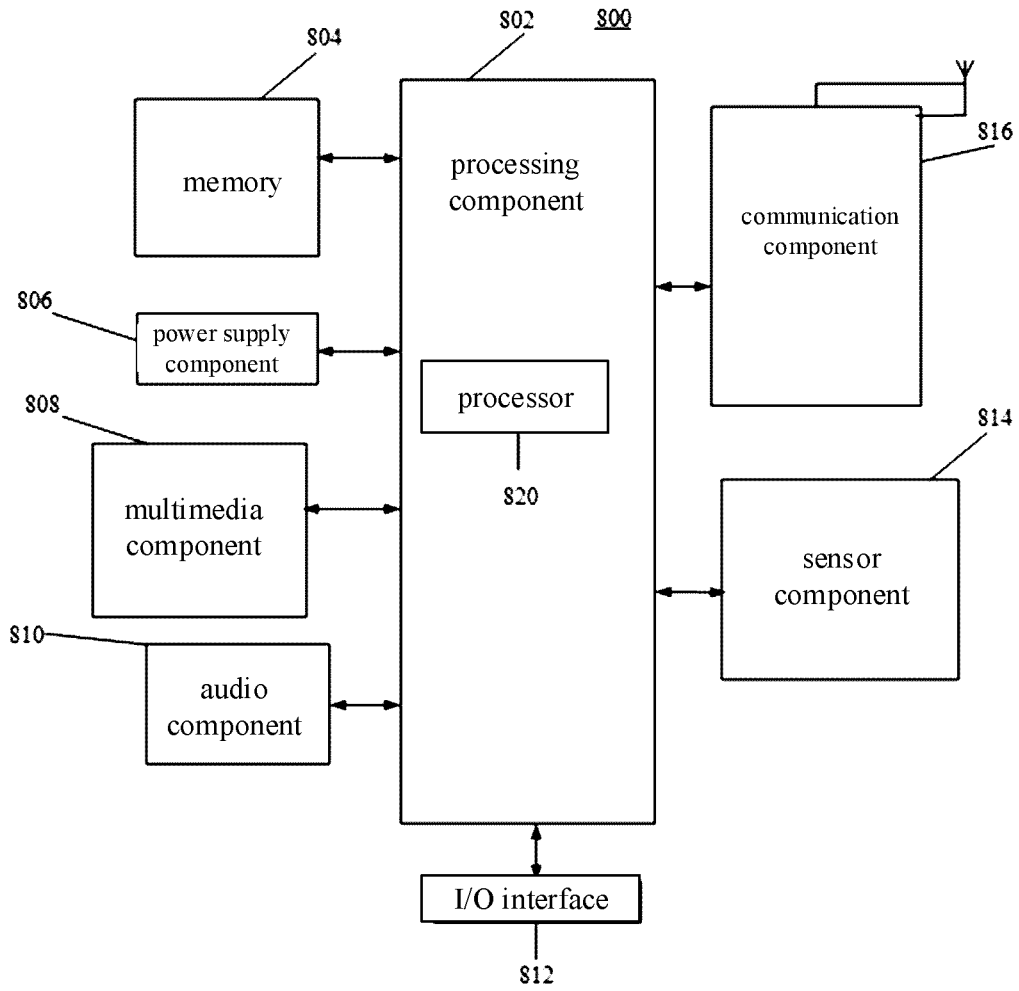 802
800
804
memory
processing
component
816
communication
component
806
power supply
component
processor
820
808
multimedia
component
814
sensor
component
810
audio
component
I/O interface
812